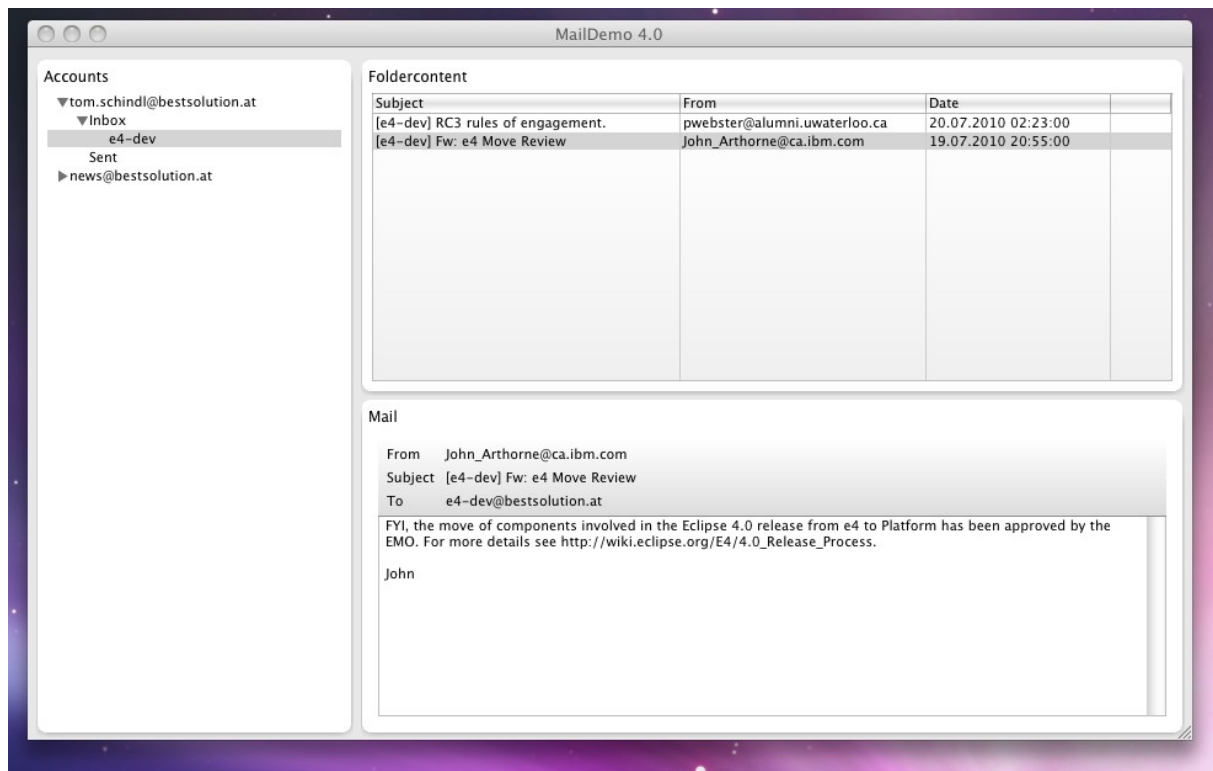 MailDemo 4.0
Accounts
tom.schindl@bestsolution.at
Inbox
e4-dev
Sent
news@bestsolution.at
Foldercontent
Subject From Date
[e4-dev] RC3 rules of engagement. pwebster@alumni.uwaterloo.ca 20.07.2010 02:23:00
[e4-dev] Fw: e4 Move Review John_Arthorne@ca.ibm.com 19.07.2010 20:55:00
Mail
From John_Arthorne@ca.ibm.com
Subject [e4-dev] Fw: e4 Move Review
To e4-dev@bestsolution.at
FYI, the move of components involved in the Eclipse 4.0 release from e4 to Platform has been approved by the
EMO. For more details see http://wiki.eclipse.org/E4/4.0_Release_Process.
John